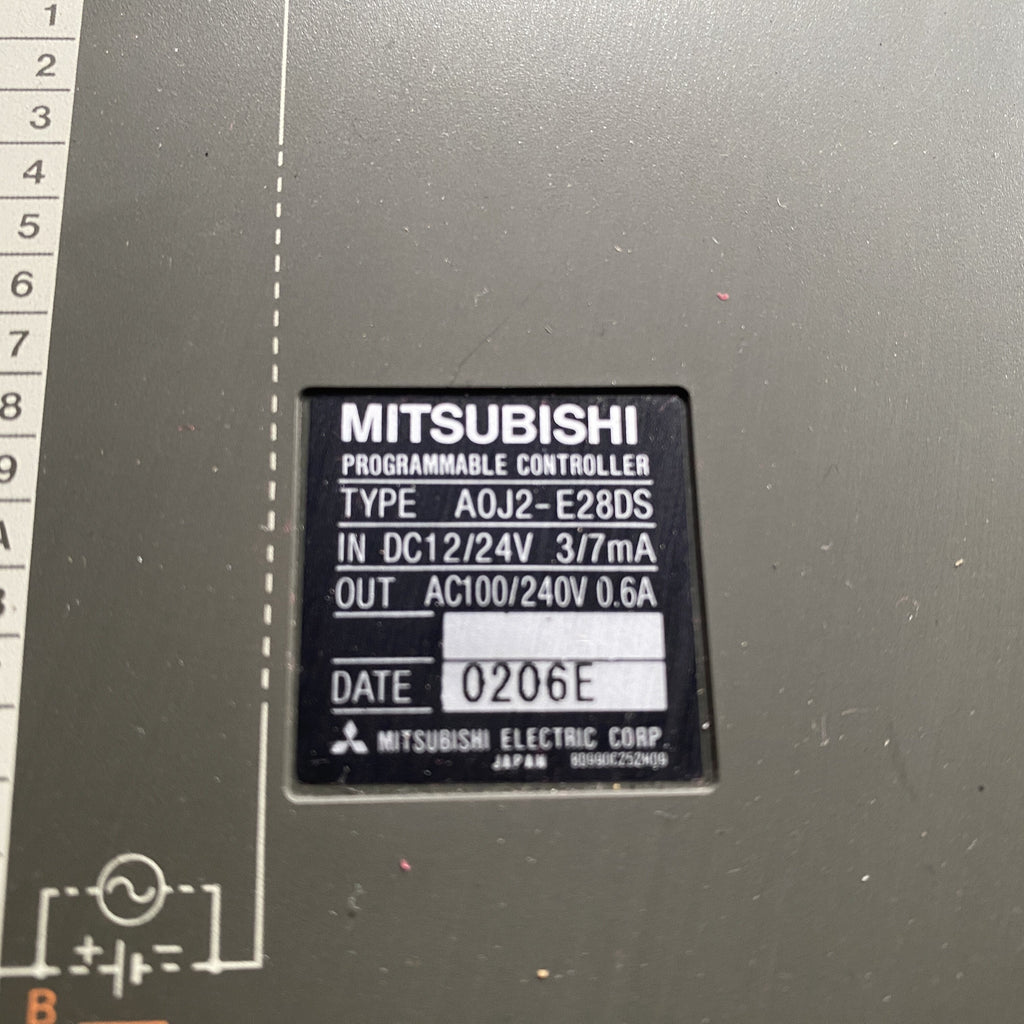 1
2
3
4
5
6
7
8
9
A
MITSUBISHI
PROGRAMMABLE CONTROLLER
TYPE A0J2-E28DS
IN DC12/24V 3/7mA
OUT AC100/240V 0.6A
DATE 0206E
MITSUBISHI ELECTRIC CORP.
JAPAN
+ -
B